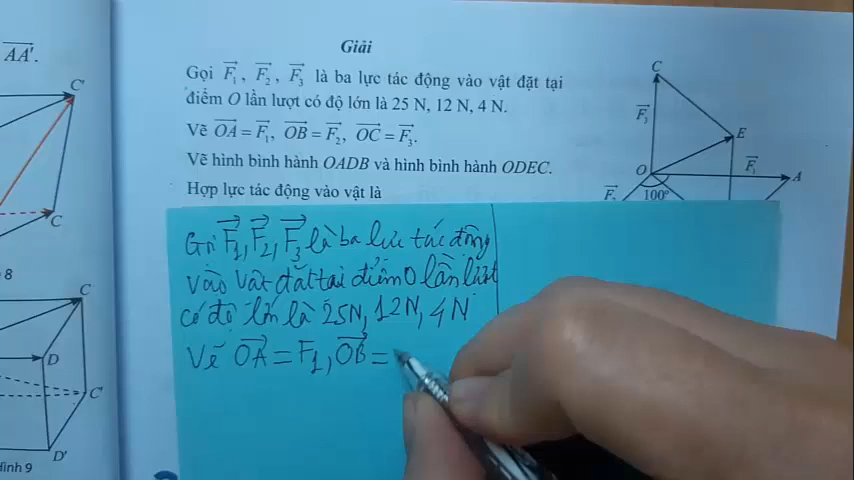 AA'.
Giải
Gọi F₁, F₂, F₃ là ba lực tác động vào vật đặt tại
điểm O lần lượt có độ lớn là 25 N, 12 N, 4 N.
Vẽ OA = F₁, OB = F₂, OC = F₃.
Vẽ hình bình hành OADB và hình bình hành ODEC.
Hợp lực tác động vào vật là
C'
C
8
C
D
C'
D'
Hình 9
C
F₃
E
O
F₁
A
100°
Gọi F₁, F₂, F₃ là ba lực tác động
vào vật đặt tại điểm O lần lượt
có độ lớn là 25N, 12N, 4N
Vẽ OA = F₁, OB =